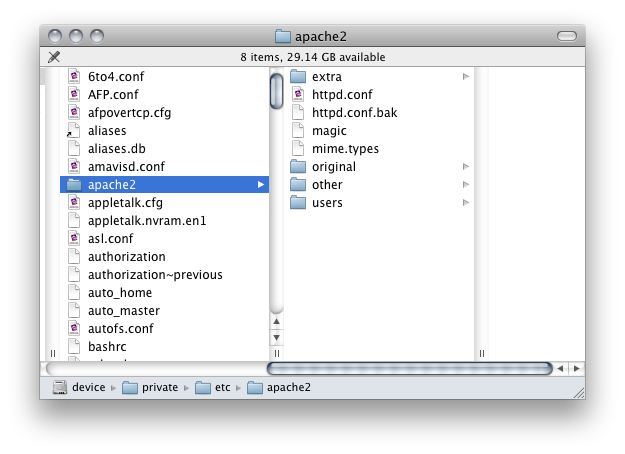 apache2
8 items, 29.14 GB available
6to4.conf
AFP.conf
afpovertcp.cfg
aliases
aliases.db
amavisd.conf
apache2
appletalk.cfg
appletalk.nvram.en1
asl.conf
authorization
authorization~previous
auto_home
auto_master
autofs.conf
bashrc
extra
httpd.conf
httpd.conf.bak
magic
mime.types
original
other
users
device ▸ private ▸ etc ▸ apache2